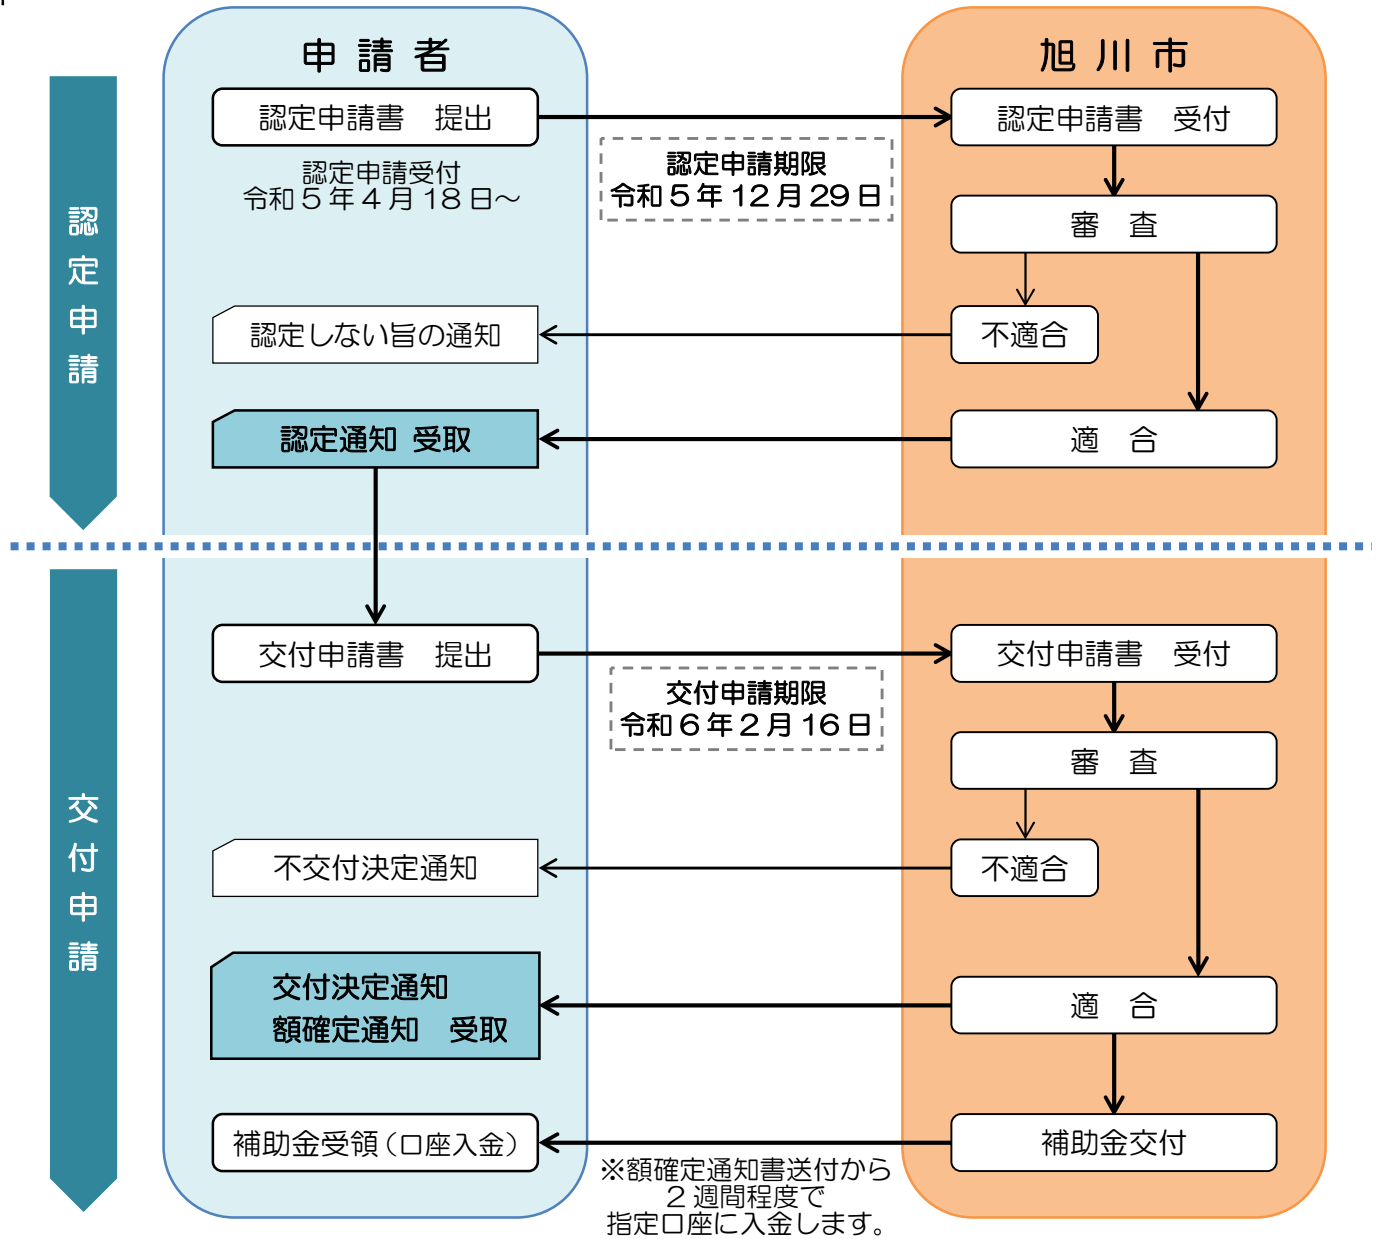 申請者
旭川市
認定申請
認定申請書　提出
認定申請書　受付
認定申請受付
令和５年４月18日～
認定申請期限
令和５年12月29日
審　査
認定しない旨の通知
不適合
認定通知 受取
適　合
交付申請
交付申請書　提出
交付申請書　受付
交付申請期限
令和６年２月16日
審　査
不交付決定通知
不適合
交付決定通知
額確定通知　受取
適　合
補助金受領（口座入金）
補助金交付
※額確定通知書送付から
２週間程度で
指定口座に入金します。